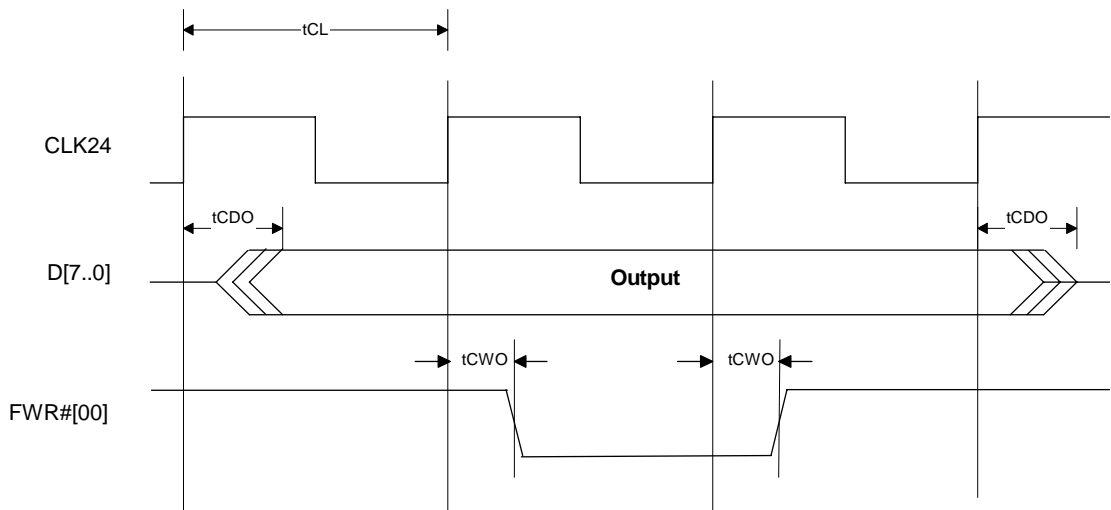 tCL
CLK24
tCDO
tCDO
D[7..0]
Output
tCWO
tCWO
FWR#[00]